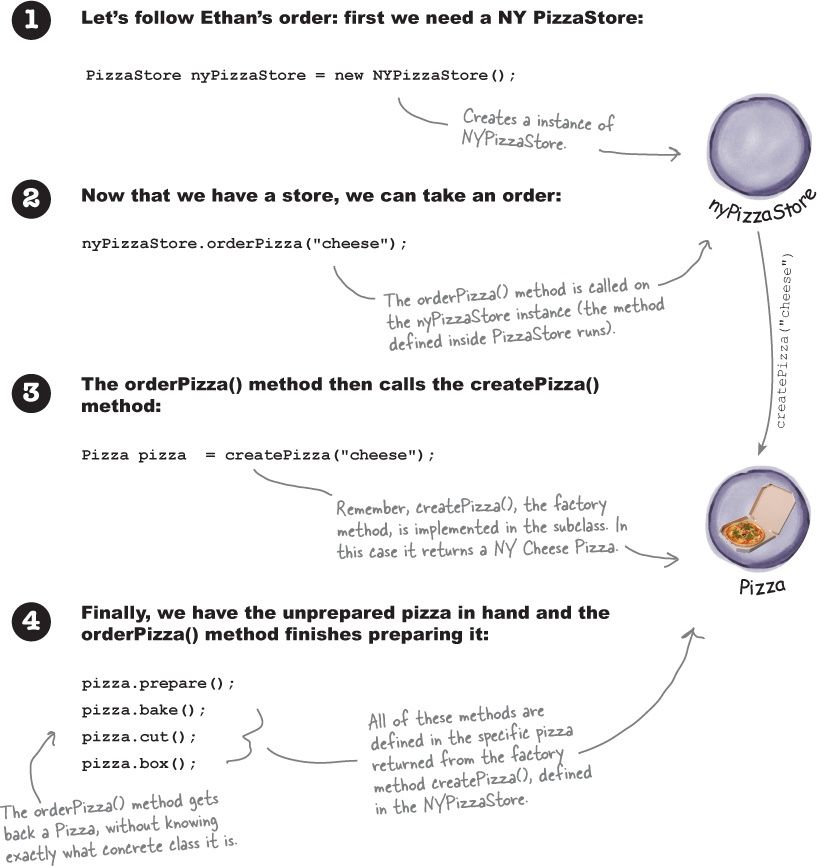 1
Let's follow Ethan's order: first we need a NY PizzaStore:
PizzaStore nyPizzaStore = new NYPizzaStore();
Creates a instance of
NYPizzaStore.
nyPizzaStore
2
Now that we have a store, we can take an order:
nyPizzaStore.orderPizza("cheese");
The orderPizza() method is called on
the nyPizzaStore instance (the method
defined inside PizzaStore runs).
createPizza("cheese")
3
The orderPizza() method then calls the createPizza()
method:
Pizza pizza  = createPizza("cheese");
Remember, createPizza(), the factory
method, is implemented in the subclass. In
this case it returns a NY Cheese Pizza.
Pizza
4
Finally, we have the unprepared pizza in hand and the
orderPizza() method finishes preparing it:
pizza.prepare();
pizza.bake();
pizza.cut();
pizza.box();
All of these methods are
defined in the specific pizza
returned from the factory
method createPizza(), defined
in the NYPizzaStore.
The orderPizza() method gets
back a Pizza, without knowing
exactly what concrete class it is.